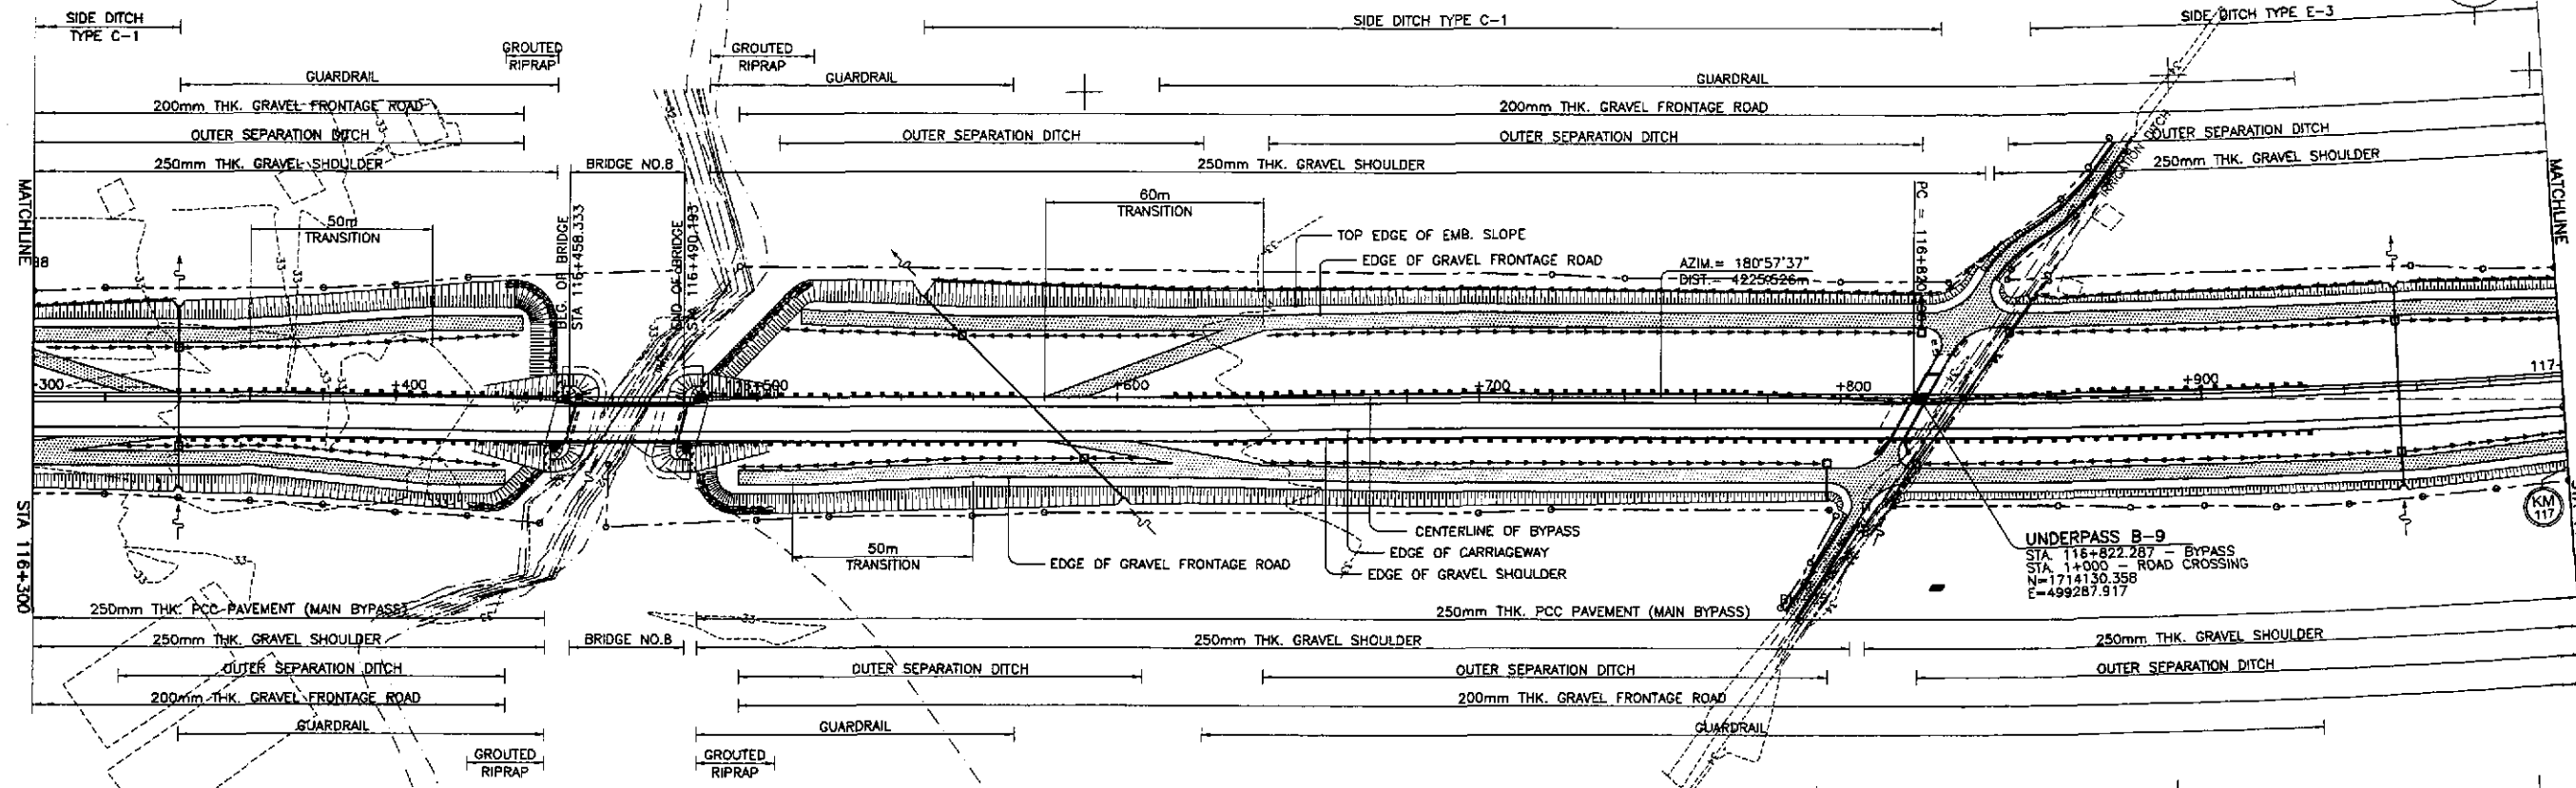 SIDE DITCH
TYPE C-1
SIDE DITCH TYPE C-1
SIDE DITCH TYPE E-3
GROUTED
RIPRAP
GROUTED
RIPRAP
GUARDRAIL
GUARDRAIL
GUARDRAIL
200mm THK. GRAVEL FRONTAGE ROAD
200mm THK. GRAVEL FRONTAGE ROAD
OUTER SEPARATION DITCH
OUTER SEPARATION DITCH
OUTER SEPARATION DITCH
OUTER SEPARATION DITCH
250mm THK. GRAVEL SHOULDER
BRIDGE NO.8
250mm THK. GRAVEL SHOULDER
250mm THK. GRAVEL SHOULDER
IRRIGATION DITCH
MATCHLINE
MATCHLINE
50m
TRANSITION
60m
TRANSITION
BEG. OR BRIDGE
STA 116+458.333
END OF BRIDGE
STA 116+490.193
TOP EDGE OF EMB. SLOPE
EDGE OF GRAVEL FRONTAGE ROAD
AZIM.= 180°57'37"
DIST.= 4225.526m
+300
+400
+600
+700
+800
+900
117+
CENTERLINE OF BYPASS
EDGE OF CARRIAGEWAY
EDGE OF GRAVEL SHOULDER
EDGE OF GRAVEL FRONTAGE ROAD
50m
TRANSITION
UNDERPASS B-9
STA. 116+822.287 - BYPASS
STA. 1+000 - ROAD CROSSING
N=1714130.358
E=499287.917
KM
117
STA 116+300
250mm THK. PCC PAVEMENT (MAIN BYPASS)
250mm THK. PCC PAVEMENT (MAIN BYPASS)
250mm THK. GRAVEL SHOULDER
BRIDGE NO.8
250mm THK. GRAVEL SHOULDER
250mm THK. GRAVEL SHOULDER
OUTER SEPARATION DITCH
OUTER SEPARATION DITCH
OUTER SEPARATION DITCH
OUTER SEPARATION DITCH
200mm THK. GRAVEL FRONTAGE ROAD
200mm THK. GRAVEL FRONTAGE ROAD
GUARDRAIL
GUARDRAIL
GUARDRAIL
GROUTED
RIPRAP
GROUTED
RIPRAP